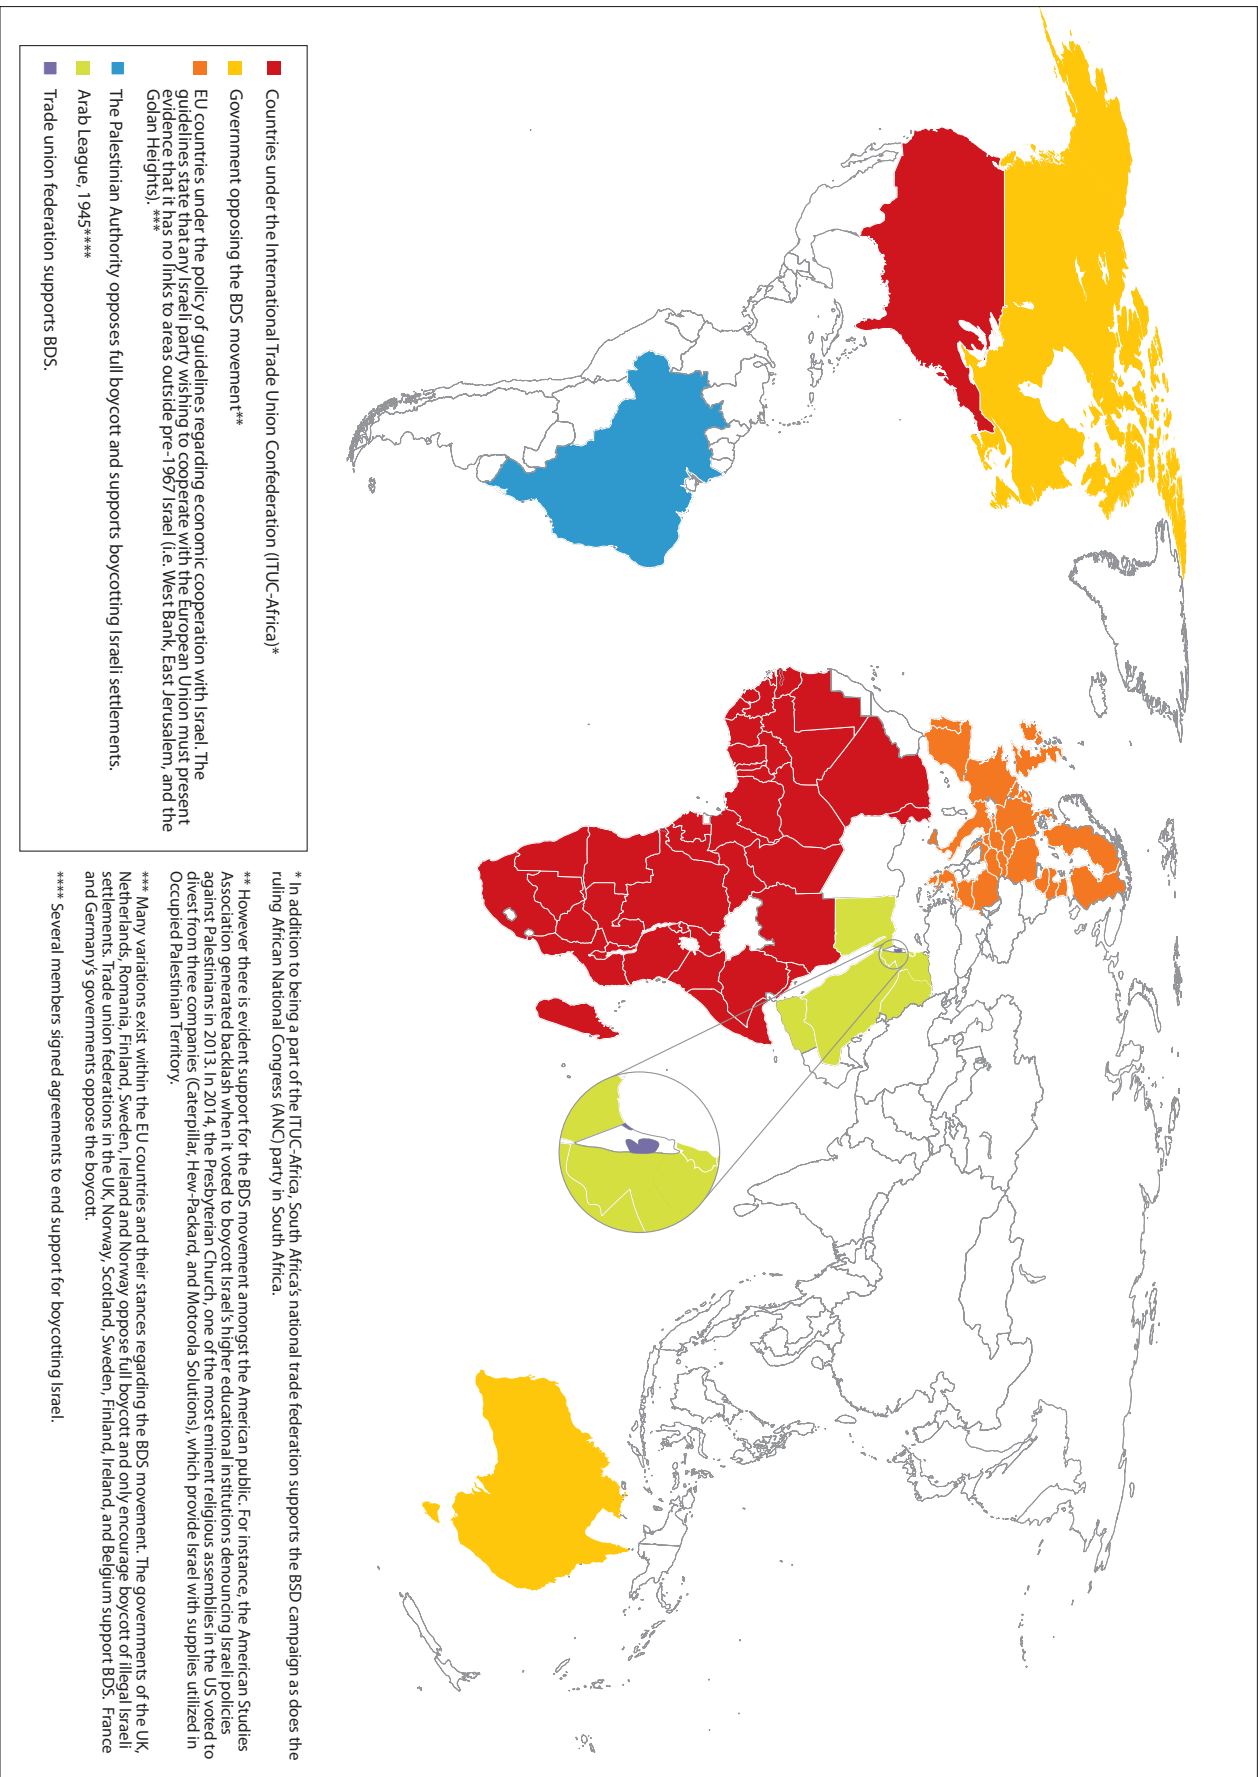 Countries under the International Trade Union Confederation (ITUC-Africa)*
Government opposing the BDS movement**
EU countries under the policy of guidelines regarding economic cooperation with Israel. The
guidelines state that any Israeli party wishing to cooperate with the European Union must present
evidence that it has no links to areas outside pre-1967 Israel (i.e. West Bank, East Jerusalem, and the
Golan Heights). ***
The Palestinian Authority opposes full boycott and supports boycotting Israeli settlements.
Arab League, 1945****
Trade union federation supports BDS.
* In addition to being a part of the ITUC-Africa, South Africa's national trade federation supports the BSD campaign as does the
ruling African National Congress (ANC) party in South Africa.
** However there is evident support for the BDS movement amongst the American public. For instance, the American Studies
Association generated backlash when it voted to boycott Israel's higher educational institutions denouncing Israeli policies
against Palestinians in 2013. In 2014, the Presbyterian Church, one of the most eminent religious assemblies in the US voted to
divest from three companies (Caterpillar, Hew-Packard, and Motorola Solutions), which provide Israel with supplies utilized in
Occupied Palestinian Territory.
*** Many variations exist within the EU countries and their stances regarding the BDS movement. The governments of the UK,
Netherlands, Romania, Finland, Sweden, Ireland and Norway oppose full boycott and only encourage boycott of illegal Israeli
settlements. Trade union federations in the UK, Norway, Scotland, Sweden, Finland, Ireland, and Belgium support BDS. France
and Germany's governments oppose the boycott.
**** Several members signed agreements to end support for boycotting Israel.